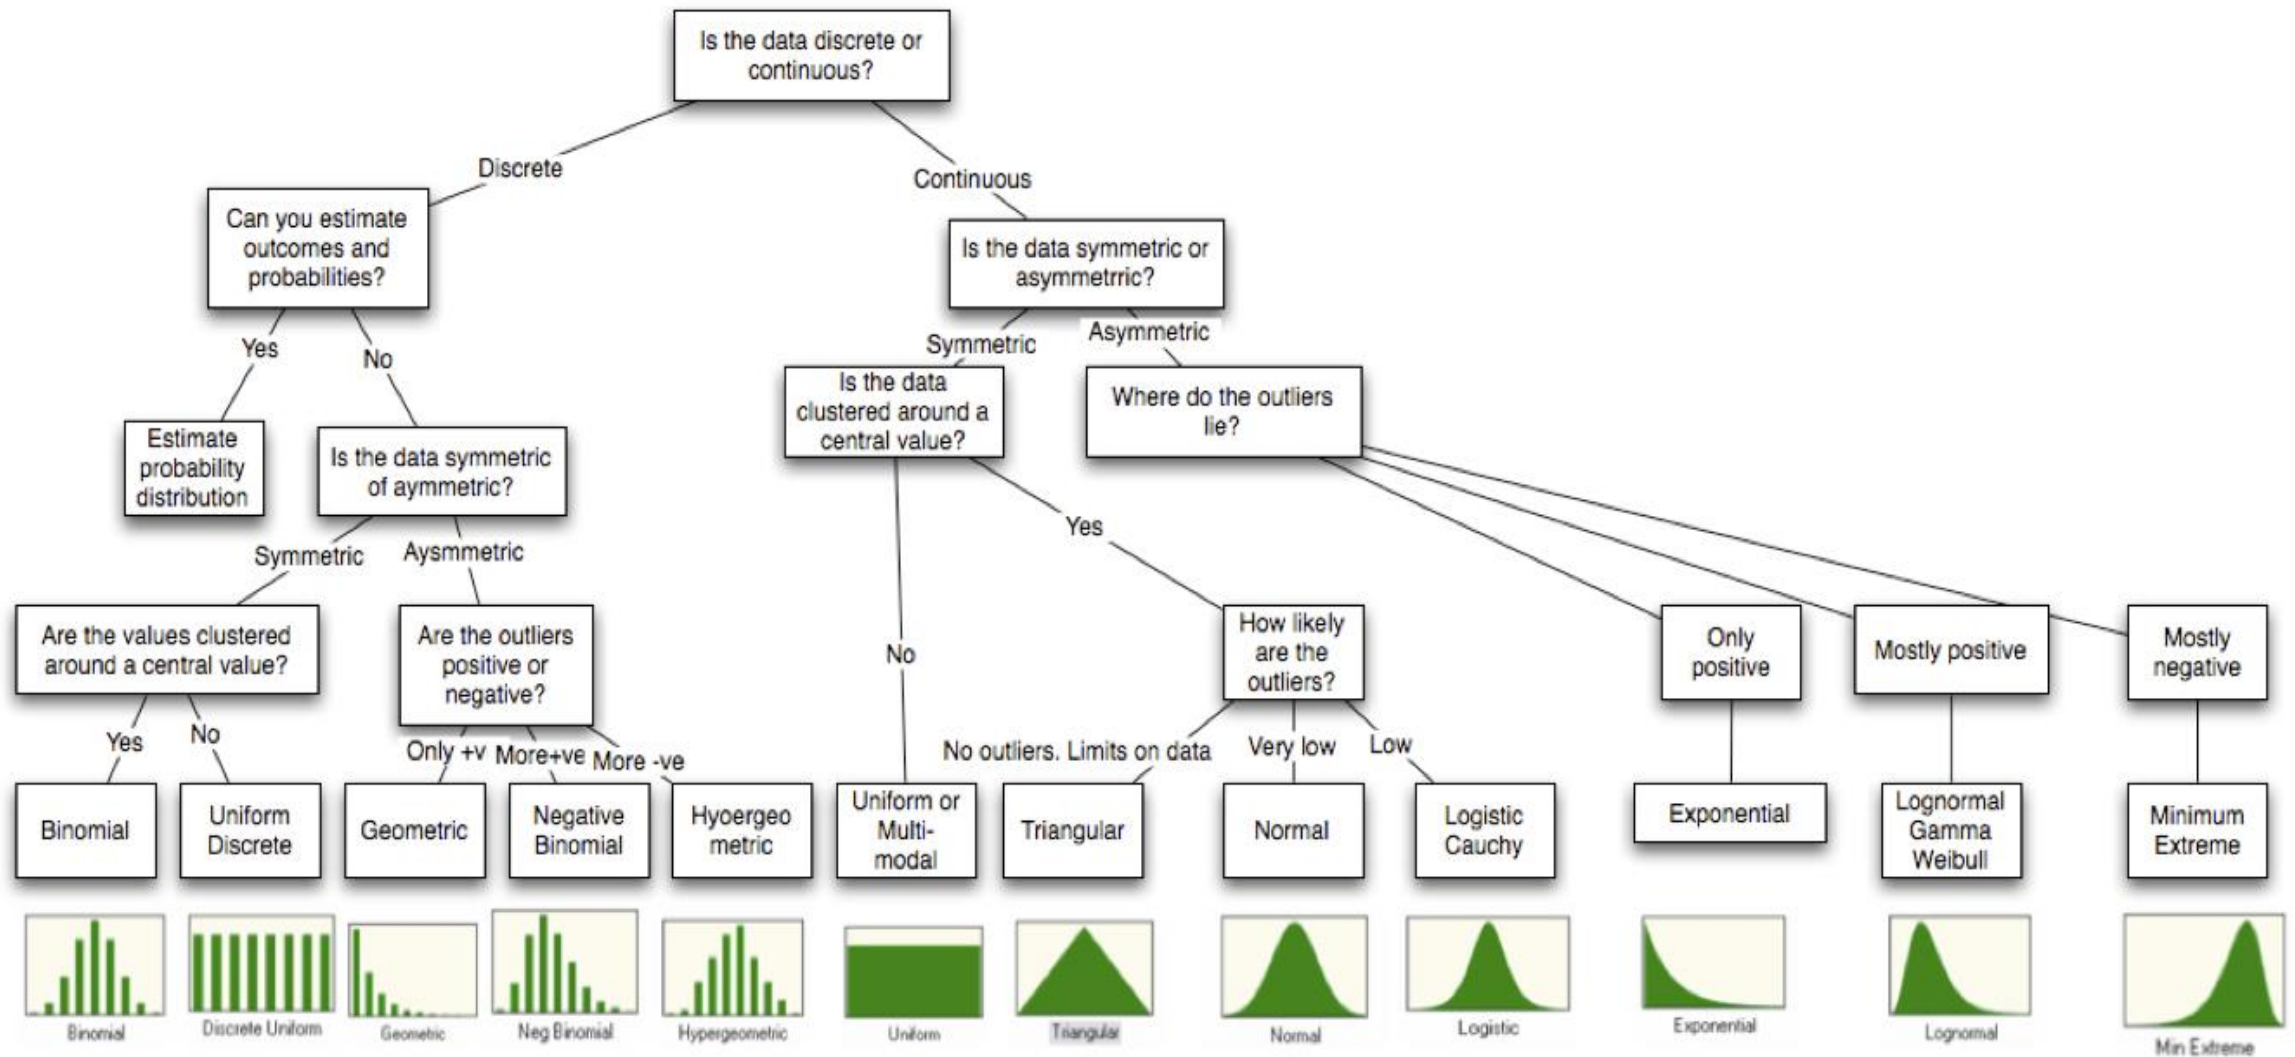 Is the data discrete or
continuous?
Discrete
Continuous
Can you estimate
outcomes and
probabilities?
Is the data symmetric or
asymmetrric?
Yes
No
Symmetric
Asymmetric
Estimate
probability
distribution
Is the data symmetric
of aymmetric?
Is the data
clustered around a
central value?
Where do the outliers
lie?
Symmetric
Aysmmetric
Yes
No
Are the values clustered
around a central value?
Are the outliers
positive or
negative?
How likely
are the
outliers?
Only
positive
Mostly positive
Mostly
negative
Yes
No
Only +v
More+ve
More -ve
No outliers. Limits on data
Very low
Low
Binomial
Uniform
Discrete
Geometric
Negative
Binomial
Hyoergeo
metric
Uniform or
Multi-
modal
Triangular
Normal
Logistic
Cauchy
Exponential
Lognormal
Gamma
Weibull
Minimum
Extreme
Binomial
Discrete Uniform
Geometric
Neg Binomial
Hypergeometric
Uniform
Triangular
Normal
Logistic
Exponential
Lognormal
Min Extreme